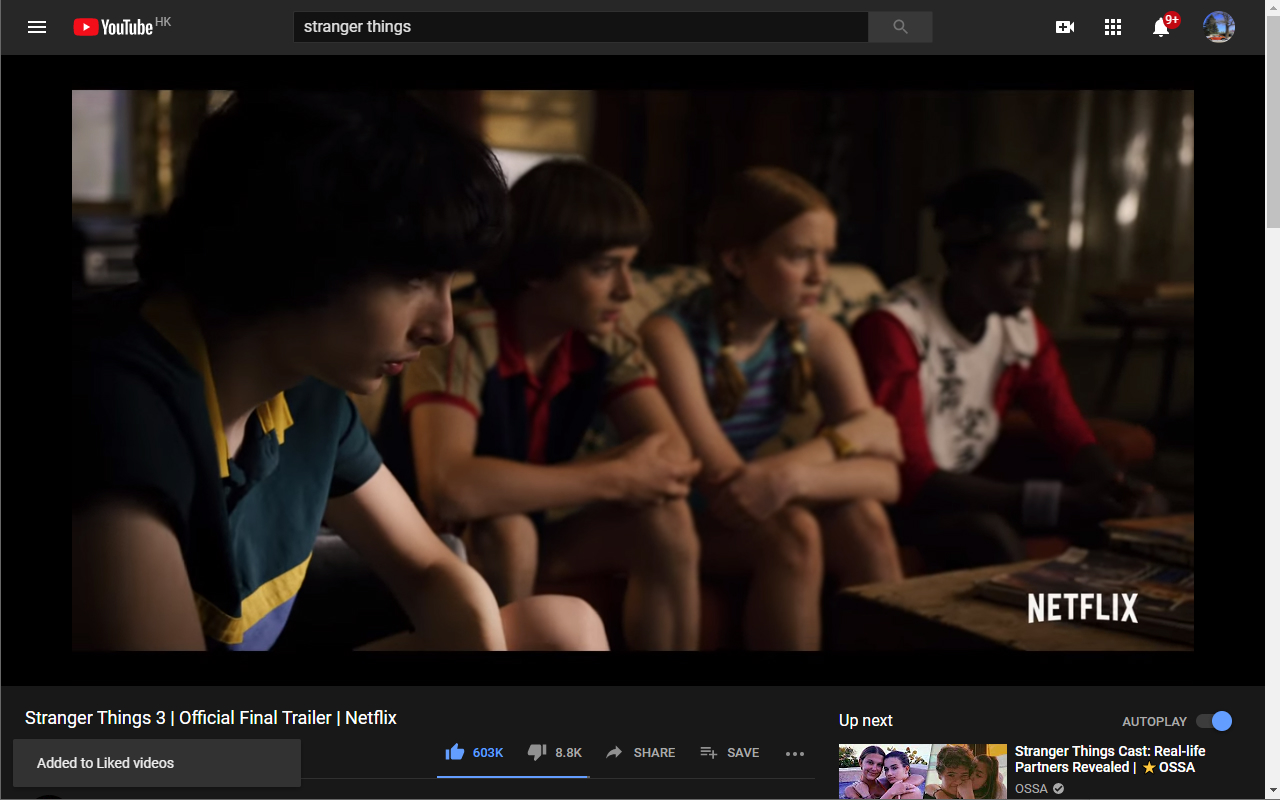 YouTube HK
stranger things
9+
NETFLIX
Stranger Things 3 | Official Final Trailer | Netflix
Added to Liked videos
603K
8.8K
SHARE
SAVE
Up next
AUTOPLAY
Stranger Things Cast: Real-life
Partners Revealed | ⭐OSSA
OSSA